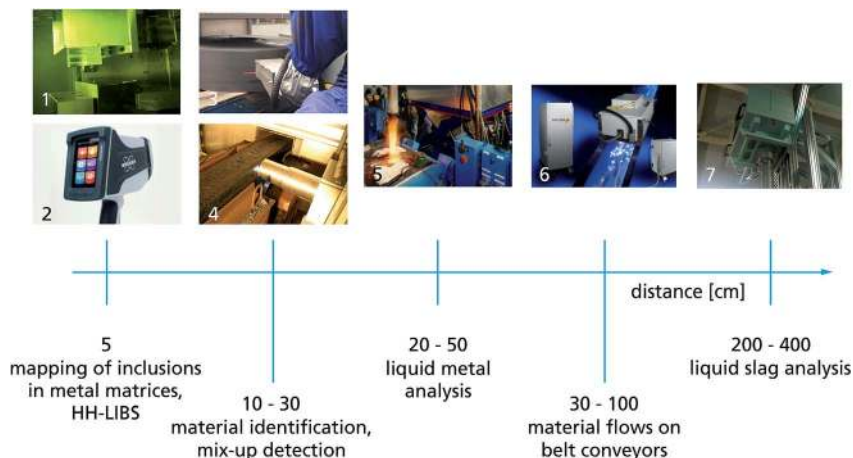 1
3
2
4
5
6
7
distance [cm]
5
mapping of inclusions
in metal matrices,
HH-LIBS
10 - 30
material identification,
mix-up detection
20 - 50
liquid metal
analysis
30 - 100
material flows on
belt conveyors
200 - 400
liquid slag analysis